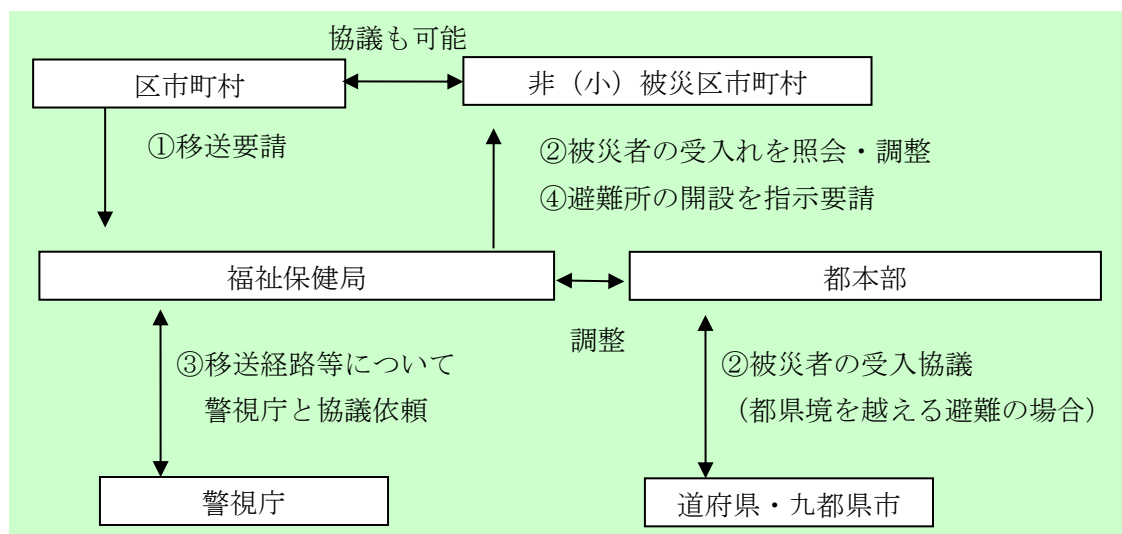 協議も可能
区市町村
非（小）被災区市町村
①移送要請
②被災者の受入れを照会・調整
④避難所の開設を指示要請
福祉保健局
都本部
調整
③移送経路等について
警視庁と協議依頼
②被災者の受入協議
（都県境を越える避難の場合）
警視庁
道府県・九都県市